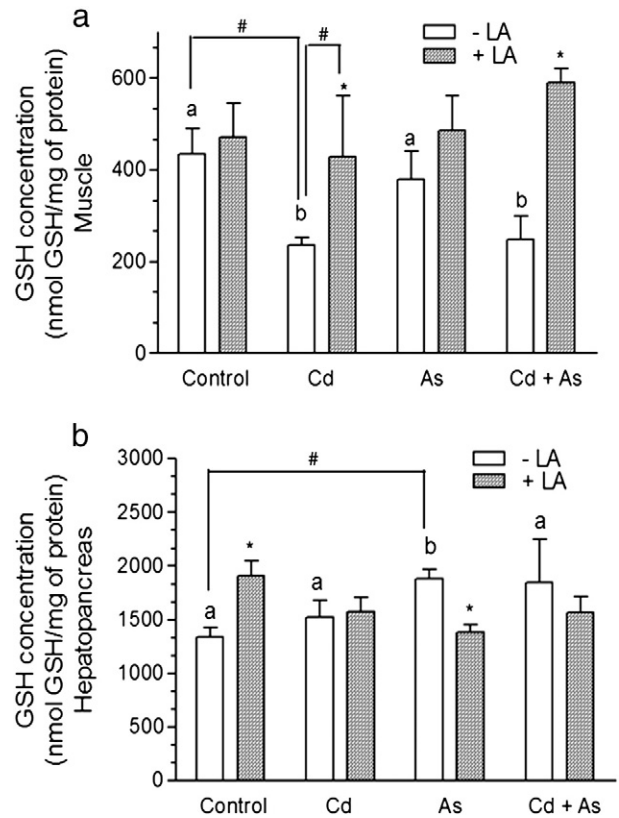 a
GSH concentration
(nmol GSH/mg of protein)
Muscle
600
400
200
0
- LA
+ LA
#
#
a
b
*
a
b
*
Control Cd As Cd + As
b
GSH concentration
(nmol GSH/mg of protein)
Hepatopancreas
3000
2500
2000
1500
1000
500
0
- LA
+ LA
#
a
*
a
b
*
a
Control Cd As Cd + As